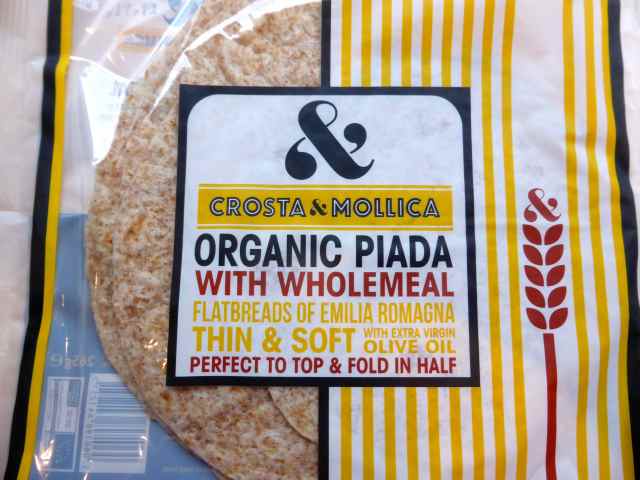 &
CROSTA & MOLLICA
ORGANIC PIADA
WITH WHOLEMEAL
FLATBREADS OF EMILIA ROMAGNA
THIN & SOFT WITH EXTRA VIRGIN OLIVE OIL
PERFECT TO TOP & FOLD IN HALF
&
285g e